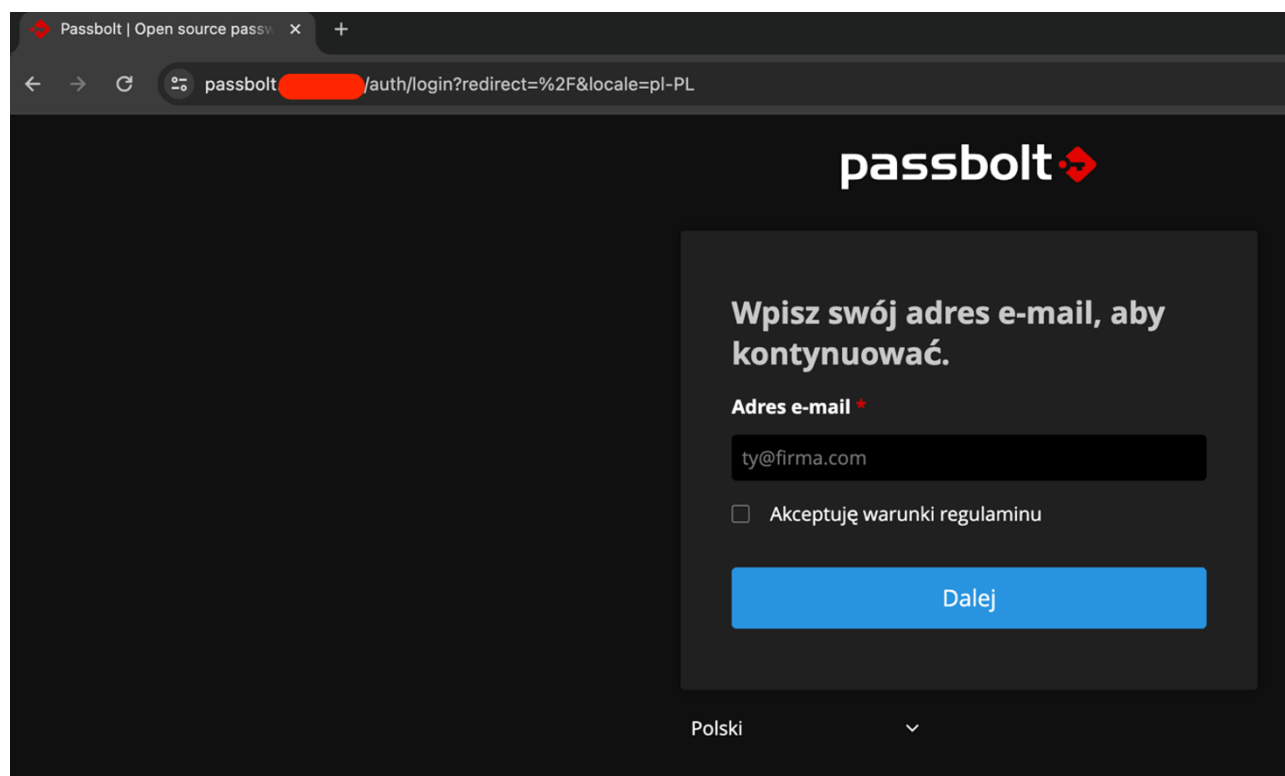 Passbolt | Open source passw
passbolt. /auth/login?redirect=%2F&locale=pl-PL
passbolt
Wpisz swój adres e-mail, aby
kontynuować.
Adres e-mail *
ty@firma.com
Akceptuję warunki regulaminu
Dalej
Polski